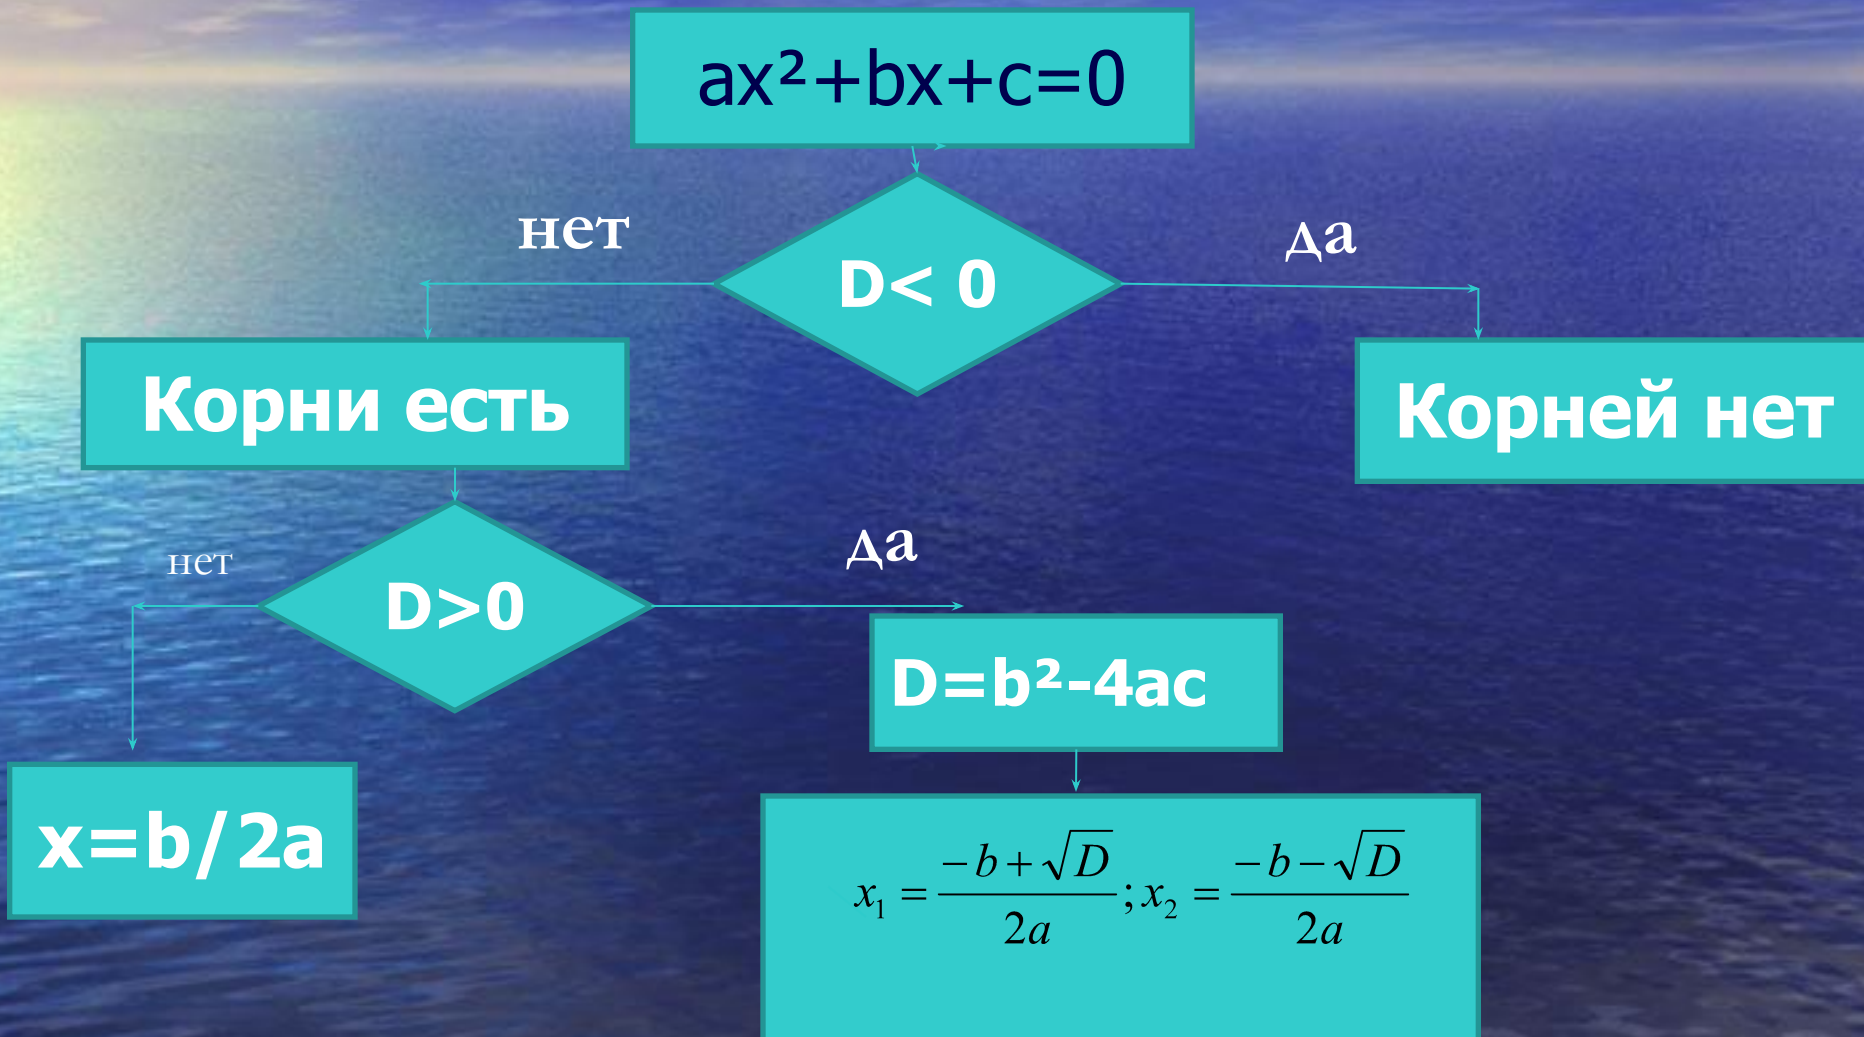 ax²+bx+c=0
нет
да
D< 0
Корни есть
Корней нет
нет
да
D>0
D=b²-4ac
x=b/2a
x₁ = (−b + √D)/2a ; x₂ = (−b − √D)/2a